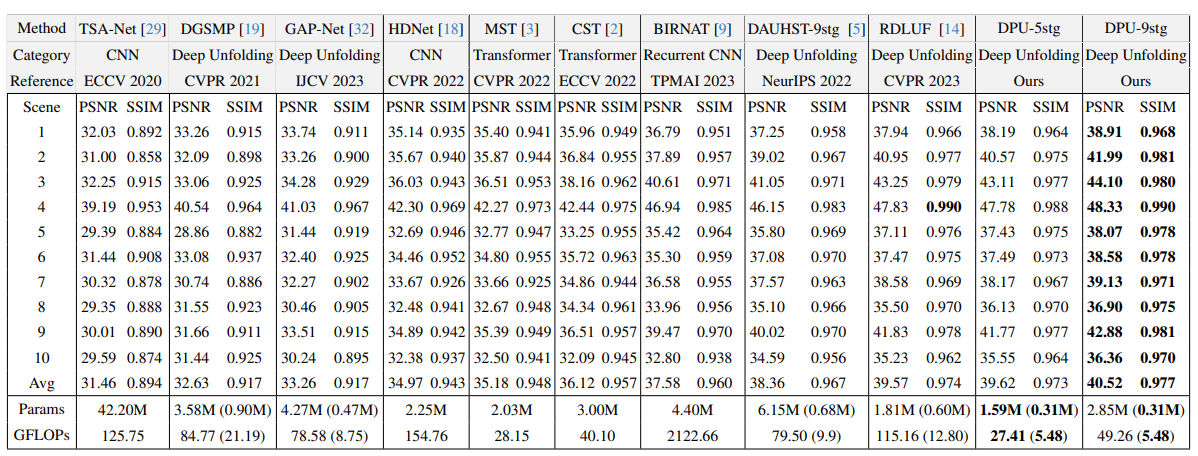 Method TSA-Net [29] DGSMP [19] GAP-Net [32] HDNet [18] MST [3] CST [2] BIRNAT [9] DAUHST-9stg [5] RDLUF [14] DPU-5stg DPU-9stg
Category CNN Deep Unfolding Deep Unfolding CNN Transformer Transformer Recurrent CNN Deep Unfolding Deep Unfolding Deep Unfolding Deep Unfolding
Reference ECCV 2020 CVPR 2021 IJCV 2023 CVPR 2022 CVPR 2022 ECCV 2022 TPMAI 2023 NeurIPS 2022 CVPR 2023 Ours Ours
Scene PSNR SSIM PSNR SSIM PSNR SSIM PSNR SSIM PSNR SSIM PSNR SSIM PSNR SSIM PSNR SSIM PSNR SSIM PSNR SSIM PSNR SSIM
1 32.03 0.892 33.26 0.915 33.74 0.911 35.14 0.935 35.40 0.941 35.96 0.949 36.79 0.951 37.25 0.958 37.94 0.966 38.19 0.964 38.91 0.968
2 31.00 0.858 32.09 0.898 33.26 0.900 35.67 0.940 35.87 0.944 36.84 0.955 37.89 0.957 39.02 0.967 40.95 0.977 40.57 0.975 41.99 0.981
3 32.25 0.915 33.06 0.925 34.28 0.929 36.03 0.943 36.51 0.953 38.16 0.962 40.61 0.971 41.05 0.971 43.25 0.979 43.11 0.977 44.10 0.980
4 39.19 0.953 40.54 0.964 41.03 0.967 42.30 0.969 42.27 0.973 42.44 0.975 46.94 0.985 46.15 0.983 47.83 0.990 47.78 0.988 48.33 0.990
5 29.39 0.884 28.86 0.882 31.44 0.919 32.69 0.946 32.77 0.947 33.25 0.955 35.42 0.964 35.80 0.969 37.11 0.976 37.43 0.975 38.07 0.978
6 31.44 0.908 33.08 0.937 32.40 0.925 34.46 0.952 34.80 0.955 35.72 0.963 35.30 0.959 37.08 0.970 37.47 0.975 37.49 0.973 38.58 0.978
7 30.32 0.878 30.74 0.886 32.27 0.902 33.67 0.926 33.66 0.925 34.86 0.944 36.58 0.955 37.57 0.963 38.58 0.969 38.17 0.967 39.13 0.971
8 29.35 0.888 31.55 0.923 30.46 0.905 32.48 0.941 32.67 0.948 34.34 0.961 33.96 0.956 35.10 0.966 35.50 0.970 36.13 0.970 36.90 0.975
9 30.01 0.890 31.66 0.911 33.51 0.915 34.89 0.942 35.39 0.949 36.51 0.957 39.47 0.970 40.02 0.970 41.83 0.978 41.77 0.977 42.88 0.981
10 29.59 0.874 31.44 0.925 30.24 0.895 32.38 0.937 32.50 0.941 32.09 0.945 32.80 0.938 34.59 0.956 35.23 0.962 35.55 0.964 36.36 0.970
Avg 31.46 0.894 32.63 0.917 33.26 0.917 34.97 0.943 35.18 0.948 36.12 0.957 37.58 0.960 38.36 0.967 39.57 0.974 39.62 0.973 40.52 0.977
Params 42.20M 3.58M (0.90M) 4.27M (0.47M) 2.25M 2.03M 3.00M 4.40M 6.15M (0.68M) 1.81M (0.60M) 1.59M (0.31M) 2.85M (0.31M)
GFLOPs 125.75 84.77 (21.19) 78.58 (8.75) 154.76 28.15 40.10 2122.66 79.50 (9.9) 115.16 (12.80) 27.41 (5.48) 49.26 (5.48)